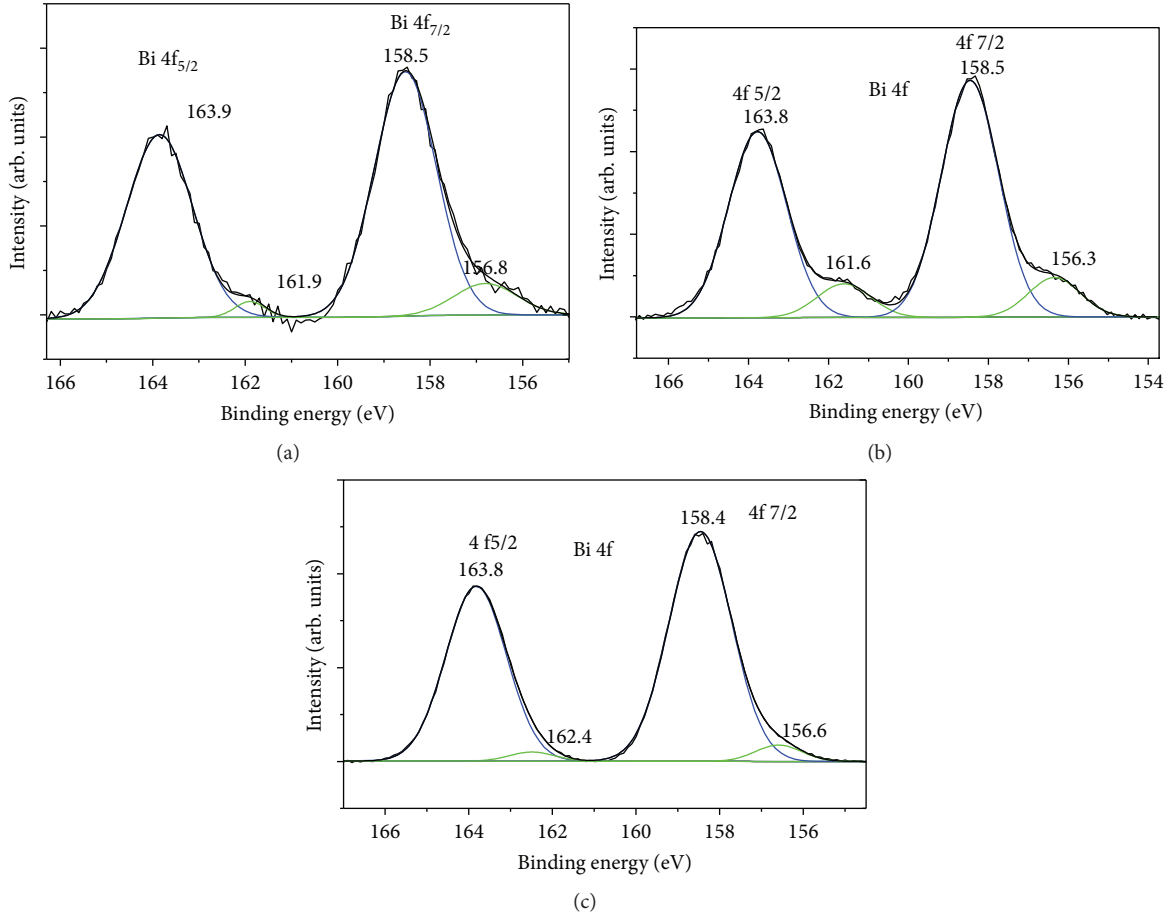 Bi 4f7/2
Bi 4f5/2
158.5
163.9
161.9
156.8
Intensity (arb. units)
166 164 162 160 158 156
Binding energy (eV)
(a)
4f 7/2
158.5
4f 5/2
Bi 4f
163.8
161.6
156.3
Intensity (arb. units)
166 164 162 160 158 156 154
Binding energy (eV)
(b)
158.4
4f 7/2
4 f5/2
Bi 4f
163.8
162.4
156.6
Intensity (arb. units)
166 164 162 160 158 156
Binding energy (eV)
(c)